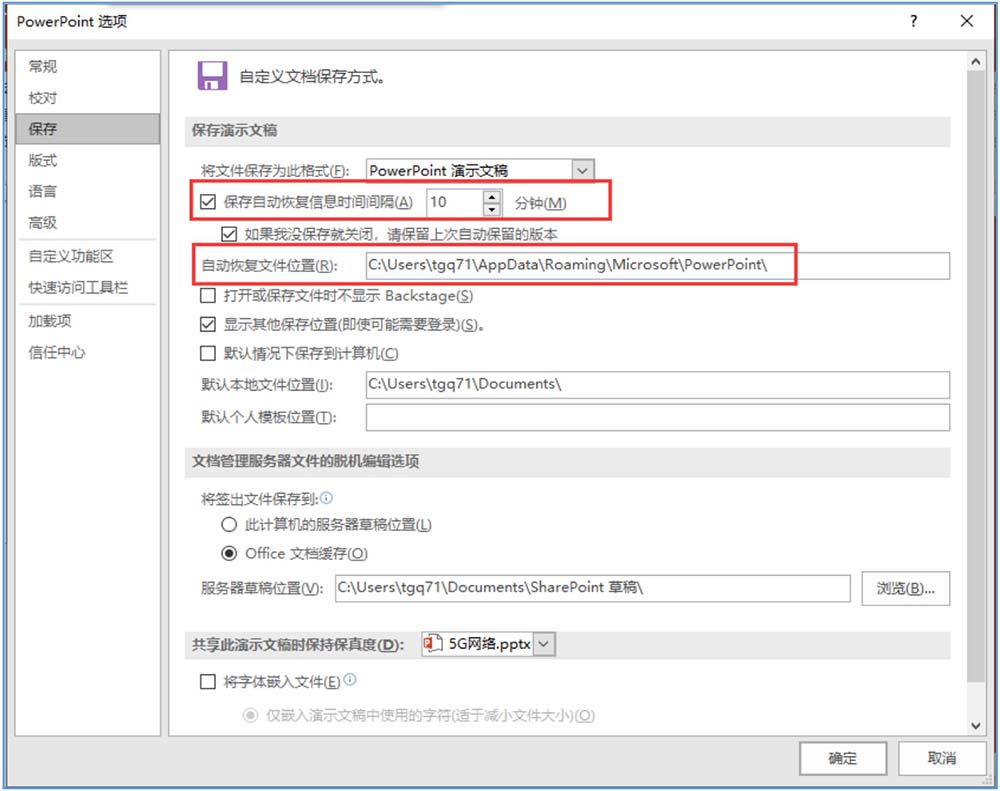 PowerPoint 选项
?
常规
校对
保存
版式
语言
高级
自定义功能区
快速访问工具栏
加载项
信任中心
自定义文档保存方式。
保存演示文稿
将文件保存为此格式(F): PowerPoint 演示文稿
保存自动恢复信息时间间隔(A) 10 分钟(M)
如果我没保存就关闭，请保留上次自动保留的版本
自动恢复文件位置(R): C:\Users\tgq71\AppData\Roaming\Microsoft\PowerPoint\
打开或保存文件时不显示 Backstage(S)
显示其他保存位置(即使可能需要登录)(S)。
默认情况下保存到计算机(C)
默认本地文件位置(I): C:\Users\tgq71\Documents\
默认个人模板位置(T):
文档管理服务器文件的脱机编辑选项
将签出文件保存到:
此计算机的服务器草稿位置(L)
Office 文档缓存(O)
服务器草稿位置(V): C:\Users\tgq71\Documents\SharePoint 草稿\ 浏览(B)...
共享此演示文稿时保持保真度(D): 5G网络.pptx
将字体嵌入文件(E)
仅嵌入演示文稿中使用的字符(适于减小文件大小)(O)
确定 取消